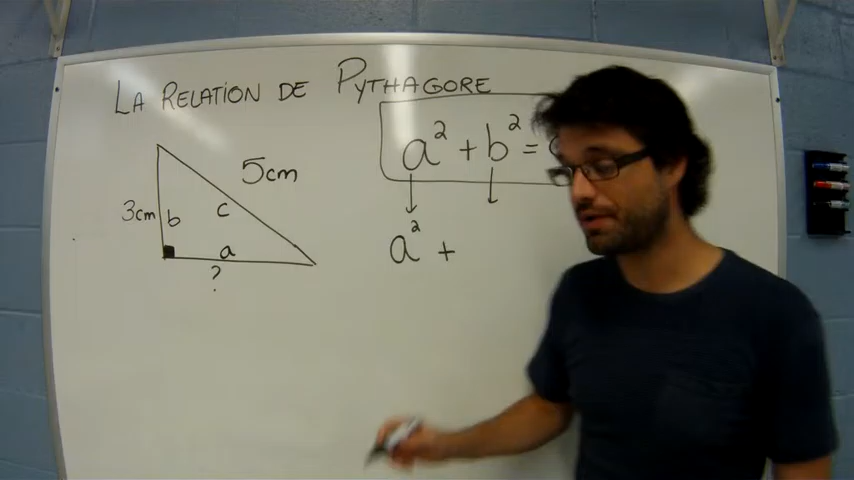 LA RELATION DE PYTHAGORE
a² + b² =
5cm
3cm b
c
a
?
a² +